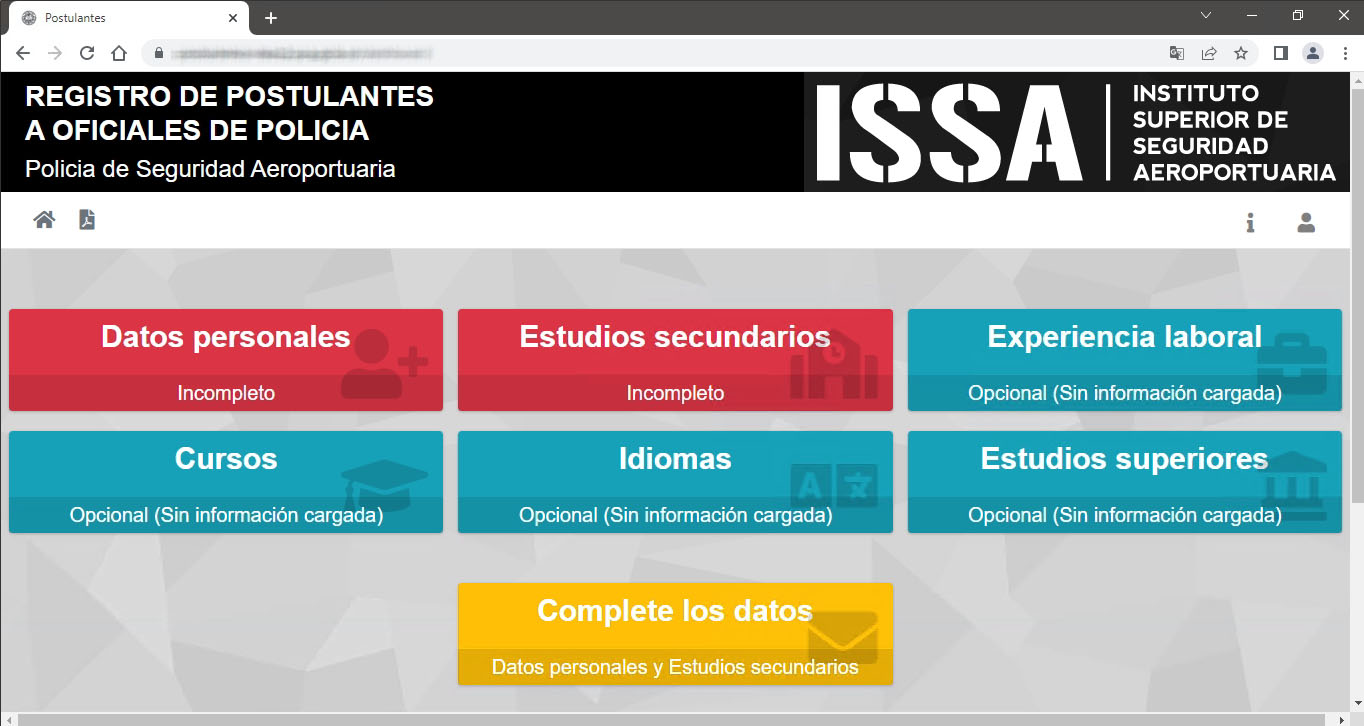 Postulantes
REGISTRO DE POSTULANTES
A OFICIALES DE POLICIA
Policia de Seguridad Aeroportuaria
ISSA
INSTITUTO
SUPERIOR DE
SEGURIDAD
AEROPORTUARIA
Datos personales
Incompleto
Estudios secundarios
Incompleto
Experiencia laboral
Opcional (Sin información cargada)
Cursos
Opcional (Sin información cargada)
Idiomas
Opcional (Sin información cargada)
Estudios superiores
Opcional (Sin información cargada)
Complete los datos
Datos personales y Estudios secundarios